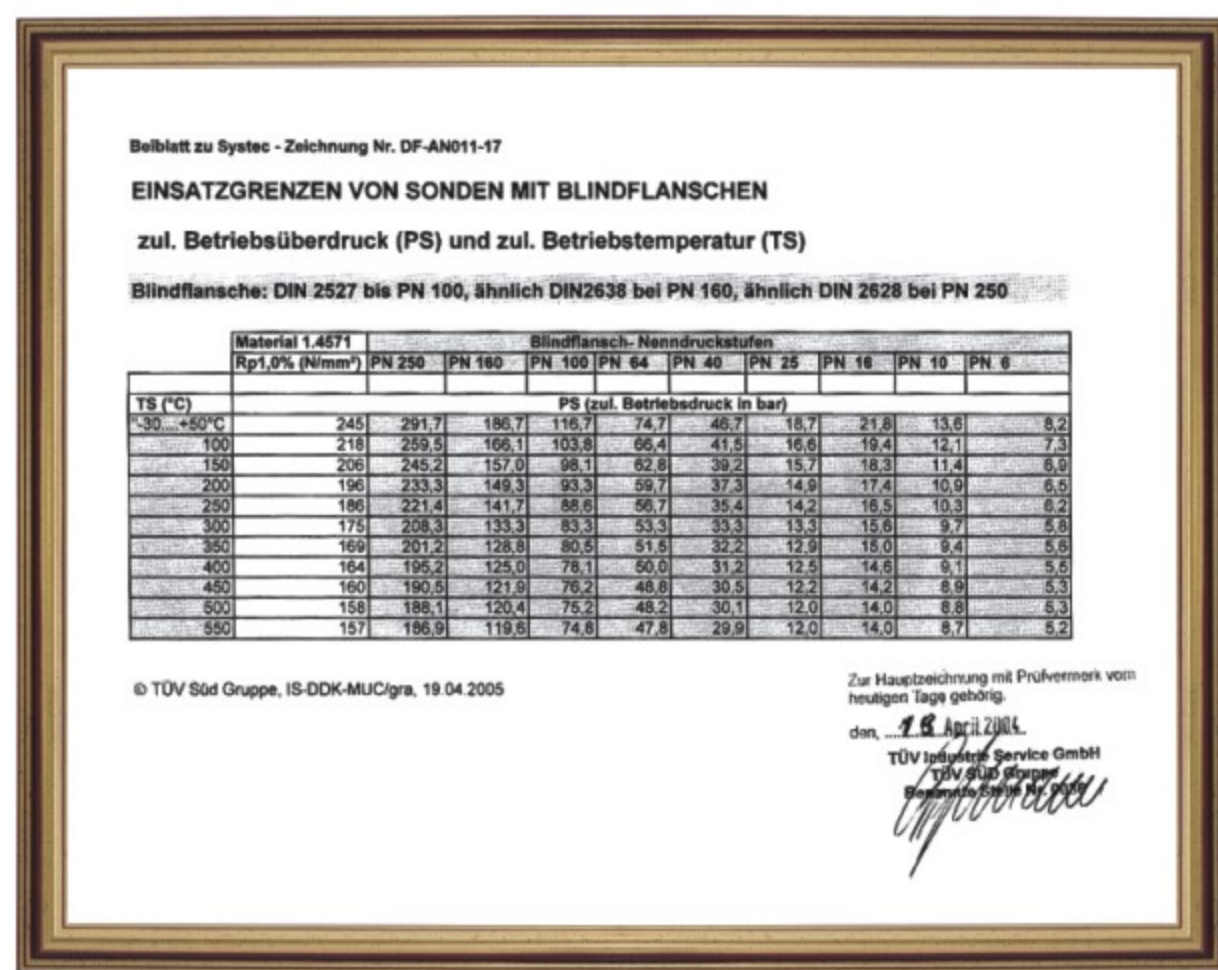 Beiblatt zu Systec - Zeichnung Nr. DF-AN011-17
EINSATZGRENZEN VON SONDEN MIT BLINDFLANSCHEN
zul. Betriebsüberdruck (PS) und zul. Betriebstemperatur (TS)
Blindflansche: DIN 2527 bis PN 100, ähnlich DIN2638 bei PN 160, ähnlich DIN 2628 bei PN 250
Material 1.4571 Blindflansch- Nenndruckstufen
Rp1,0% (N/mm²) PN 250 PN 160 PN 100 PN 64 PN 40 PN 25 PN 16 PN 10 PN 6
TS (°C) PS (zul. Betriebsdruck in bar)
"-30....+50°C 245 291,7 186,7 116,7 74,7 46,7 18,7 21,8 13,6 8,2
100 218 259,5 166,1 103,8 66,4 41,5 16,6 19,4 12,1 7,3
150 206 245,2 157,0 98,1 62,8 39,2 15,7 18,3 11,4 6,9
200 196 233,3 149,3 93,3 59,7 37,3 14,9 17,4 10,9 6,5
250 186 221,4 141,7 88,6 56,7 35,4 14,2 16,5 10,3 6,2
300 175 208,3 133,3 83,3 53,3 33,3 13,3 15,6 9,7 5,8
350 169 201,2 128,8 80,5 51,5 32,2 12,9 15,0 9,4 5,6
400 164 195,2 125,0 78,1 50,0 31,2 12,5 14,6 9,1 5,5
450 160 190,5 121,9 76,2 48,8 30,5 12,2 14,2 8,9 5,3
500 158 188,1 120,4 75,2 48,2 30,1 12,0 14,0 8,8 5,3
550 157 186,9 119,6 74,8 47,8 29,9 12,0 14,0 8,7 5,2
© TÜV Süd Gruppe, IS-DDK-MUC/gra, 19.04.2005
Zur Hauptzeichnung mit Prüfvermerk vom
heutigen Tage gehörig.
den, April 2004
TÜV Industrie Service GmbH
TÜV SÜD Gruppe
Benannte Stelle Nr. 0036